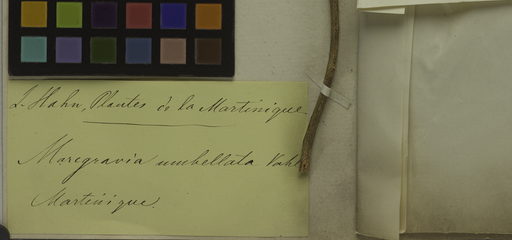 L. Hahn, Plantes de la Martinique.
Marcgravia umbellata Vahl
Martinique.